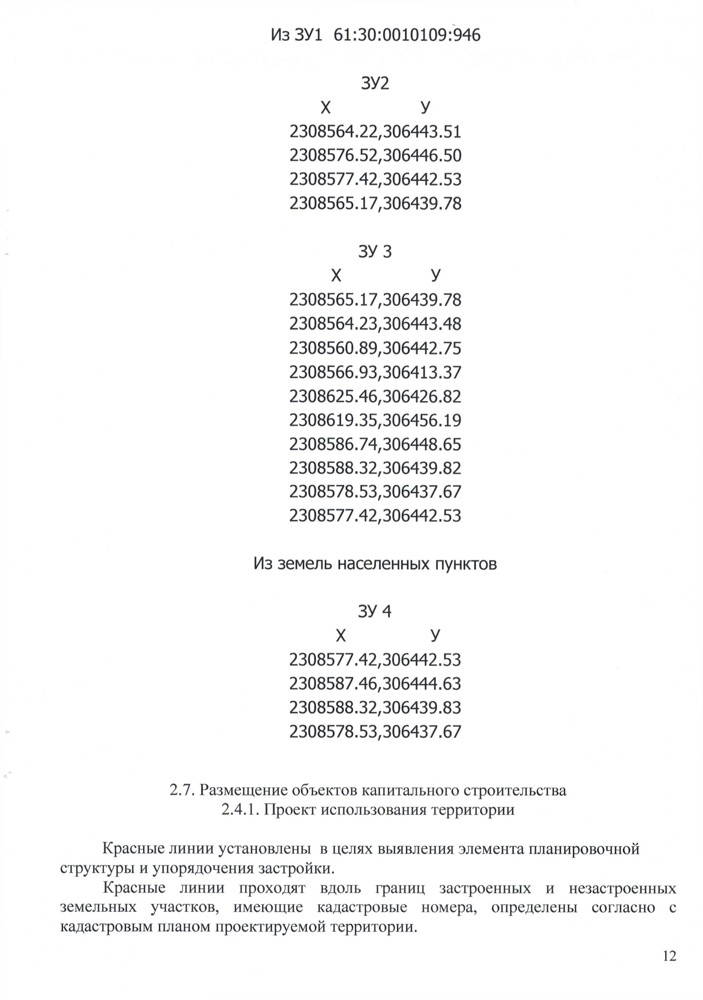 Из ЗУ1 61:30:0010109:946
ЗУ2
Х У
2308564.22,306443.51
2308576.52,306446.50
2308577.42,306442.53
2308565.17,306439.78
ЗУ 3
Х У
2308565.17,306439.78
2308564.23,306443.48
2308560.89,306442.75
2308566.93,306413.37
2308625.46,306426.82
2308619.35,306456.19
2308586.74,306448.65
2308588.32,306439.82
2308578.53,306437.67
2308577.42,306442.53
Из земель населенных пунктов
ЗУ 4
Х У
2308577.42,306442.53
2308587.46,306444.63
2308588.32,306439.83
2308578.53,306437.67
2.7. Размещение объектов капитального строительства
2.4.1. Проект использования территории
Красные линии установлены в целях выявления элемента планировочной
структуры и упорядочения застройки.
Красные линии проходят вдоль границ застроенных и незастроенных
земельных участков, имеющие кадастровые номера, определены согласно с
кадастровым планом проектируемой территории.
12